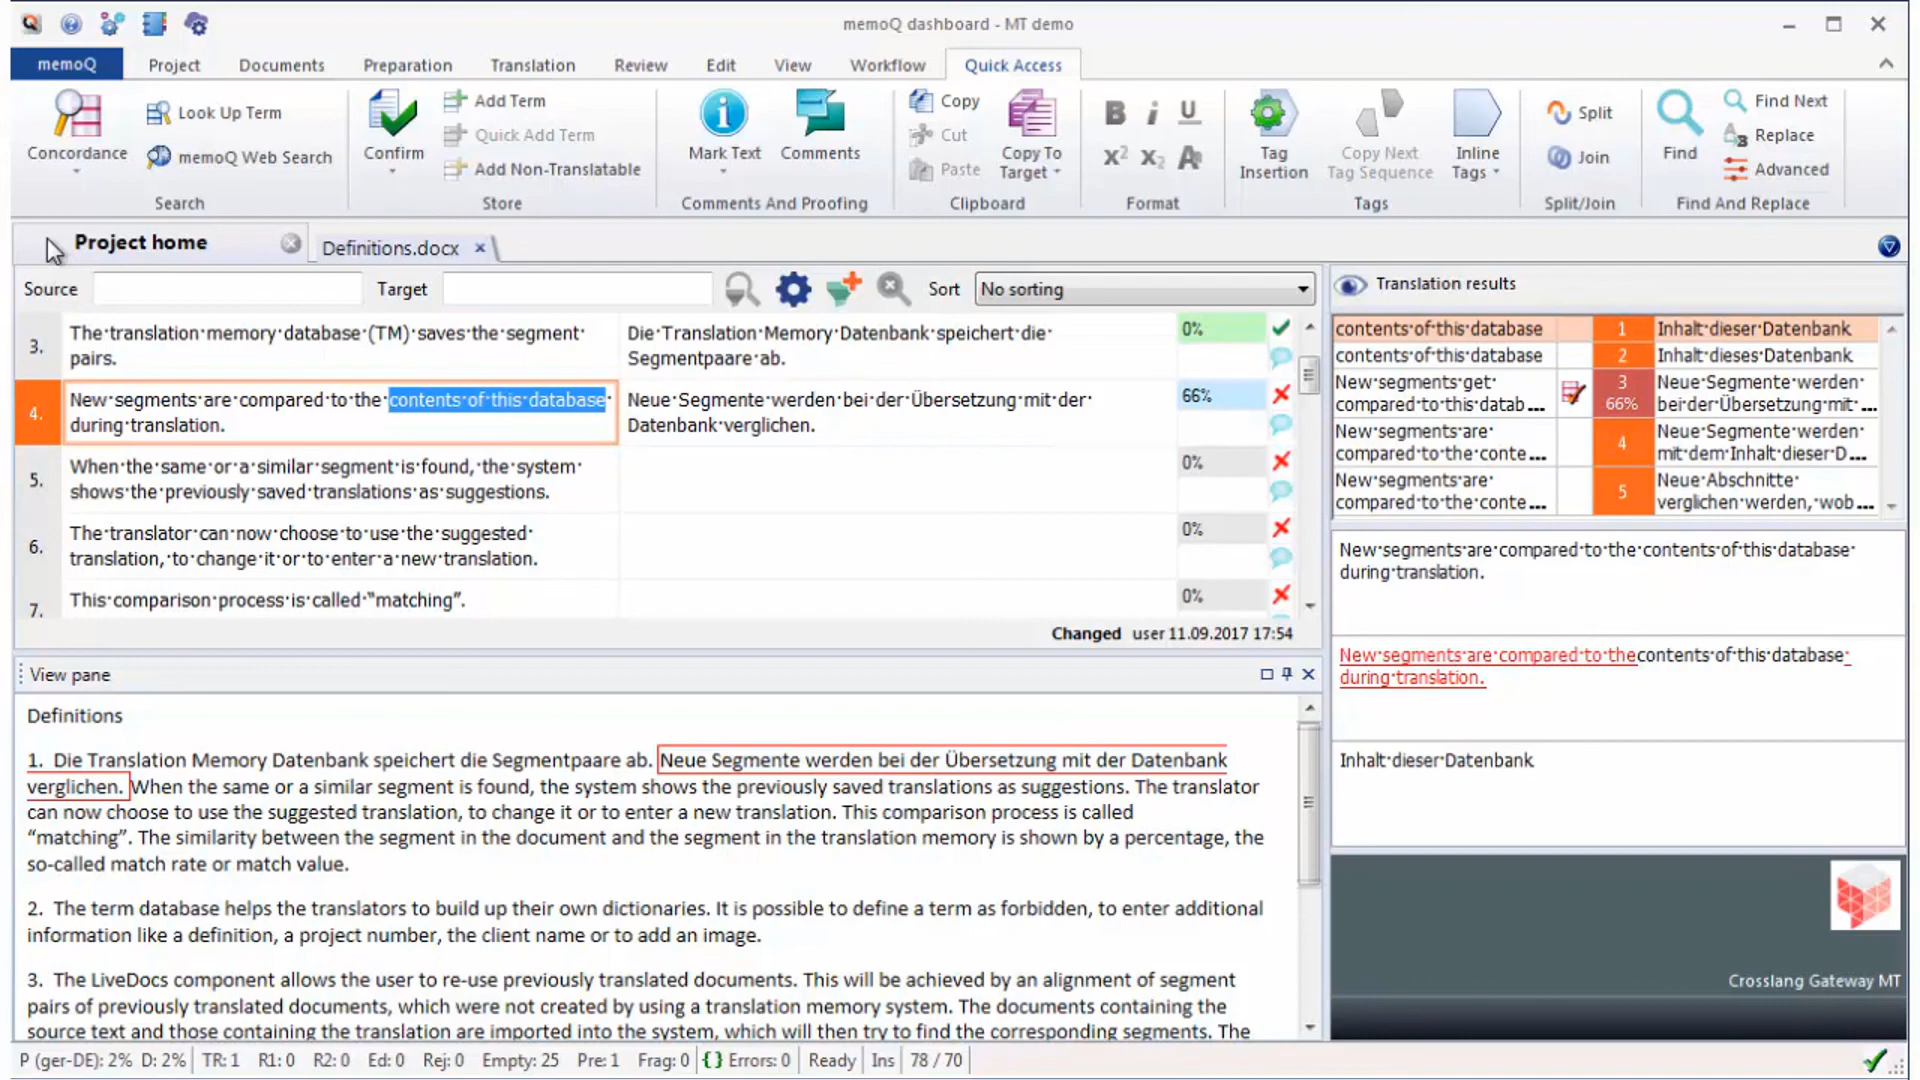 memoQ dashboard - MT demo
memoQ Project Documents Preparation Translation Review Edit View Workflow Quick Access
Concordance
Look Up Term
memoQ Web Search
Search
Confirm
Add Term
Quick Add Term
Add Non-Translatable
Store
Mark Text
Comments
Comments And Proofing
Copy
Cut
Paste
Copy To
Target
Clipboard
B i U
X² X₂ A
Format
Tag
Insertion
Copy Next
Tag Sequence
Inline
Tags
Tags
Split
Join
Split/Join
Find
Find Next
Replace
Advanced
Find And Replace
Project home
Definitions.docx
Source Target Sort No sorting
3.
The·translation·memory·database·(TM)·saves·the·segment·
pairs.
Die·Translation·Memory·Datenbank·speichert·die·
Segmentpaare·ab.
0%
4.
New·segments·are·compared·to·the·contents·of·this·database·
during·translation.
Neue·Segmente·werden·bei·der·Übersetzung·mit·der·
Datenbank·verglichen.
66%
5.
When·the·same·or·a·similar·segment·is·found,·the·system·
shows·the·previously·saved·translations·as·suggestions.
0%
6.
The·translator·can·now·choose·to·use·the·suggested·
translation,·to·change·it·or·to·enter·a·new·translation.
0%
7.
This·comparison·process·is·called·“matching”.
0%
Changed user 11.09.2017 17:54
Translation results
contents·of·this·database 1 Inhalt·dieser·Datenbank
contents·of·this·database 2 Inhalt·dieses·Datenbank
New·segments·get· 3 Neue·Segmente·werden·
compared·to·this·datab... 66% bei·der·Übersetzung·mit·...
New·segments·are· 4 Neue·Segmente·werden·
compared·to·the·conte... mit·dem·Inhalt·dieser·D...
New·segments·are· 5 Neue·Abschnitte·
compared·to·the·conte... verglichen·werden,·wob...
New·segments·are·compared·to·the·contents·of·this·database·
during·translation.
New·segments·are·compared·to·the·contents·of·this·database·
during·translation.
Inhalt·dieser·Datenbank
Crosslang Gateway MT
View pane
Definitions
1. Die Translation Memory Datenbank speichert die Segmentpaare ab. Neue Segmente werden bei der Übersetzung mit der Datenbank
verglichen. When the same or a similar segment is found, the system shows the previously saved translations as suggestions. The translator
can now choose to use the suggested translation, to change it or to enter a new translation. This comparison process is called
“matching”. The similarity between the segment in the document and the segment in the translation memory is shown by a percentage, the
so-called match rate or match value.
2. The term database helps the translators to build up their own dictionaries. It is possible to define a term as forbidden, to enter additional
information like a definition, a project number, the client name or to add an image.
3. The LiveDocs component allows the user to re-use previously translated documents. This will be achieved by an alignment of segment
pairs of previously translated documents, which were not created by using a translation memory system. The documents containing the
source text and those containing the translation are imported into the system, which will then try to find the corresponding segments. The
P (ger-DE): 2% D: 2% TR: 1 R1: 0 R2: 0 Ed: 0 Rej: 0 Empty: 25 Pre: 1 Frag: 0 {} Errors: 0 Ready Ins 78 / 70